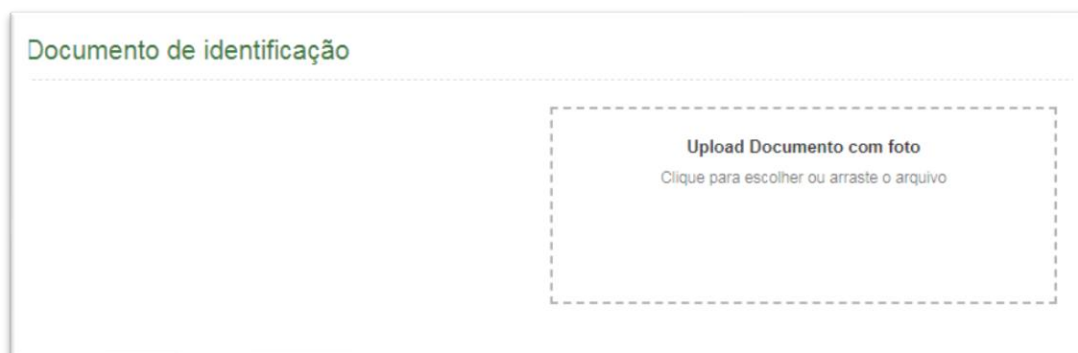 Documento de identificação
Upload Documento com foto
Clique para escolher ou arraste o arquivo